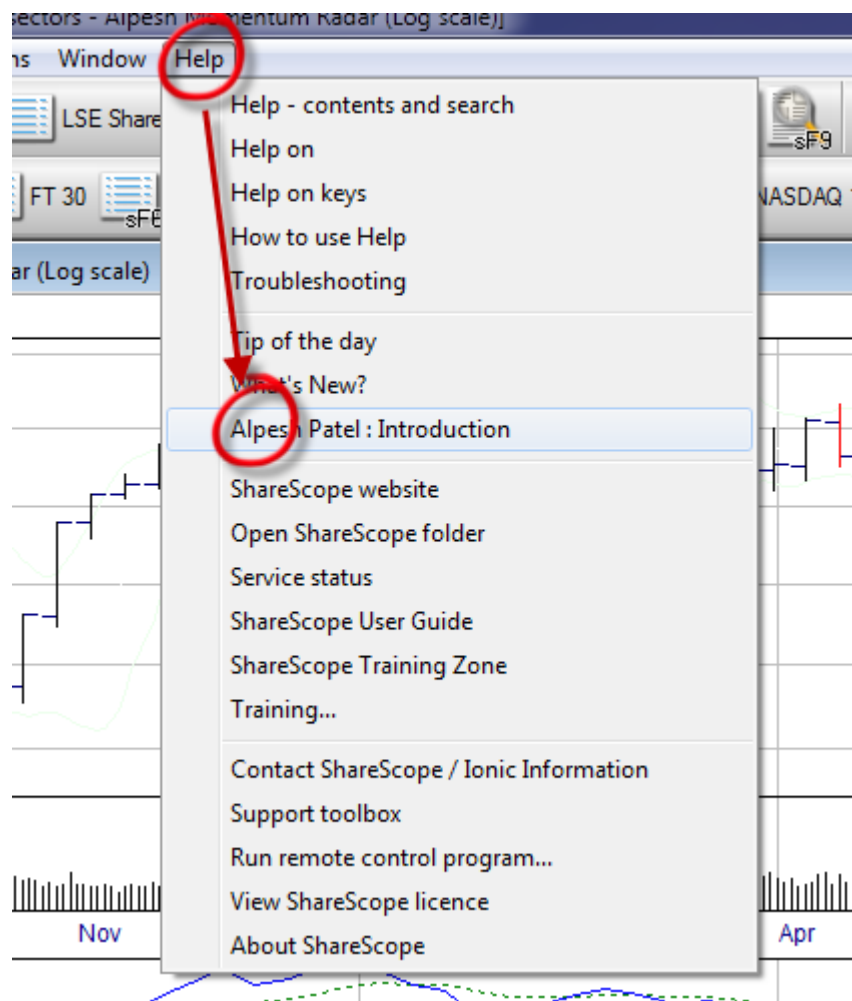 sectors - Alpesh Momentum Radar (Log scale)]
ns Window Help
LSE Share
sF9
FT 30
sF6
NASDAQ
ar (Log scale)
Help - contents and search
Help on
Help on keys
How to use Help
Troubleshooting
Tip of the day
What's New?
Alpesh Patel : Introduction
ShareScope website
Open ShareScope folder
Service status
ShareScope User Guide
ShareScope Training Zone
Training...
Contact ShareScope / Ionic Information
Support toolbox
Run remote control program...
View ShareScope licence
About ShareScope
Nov
Apr